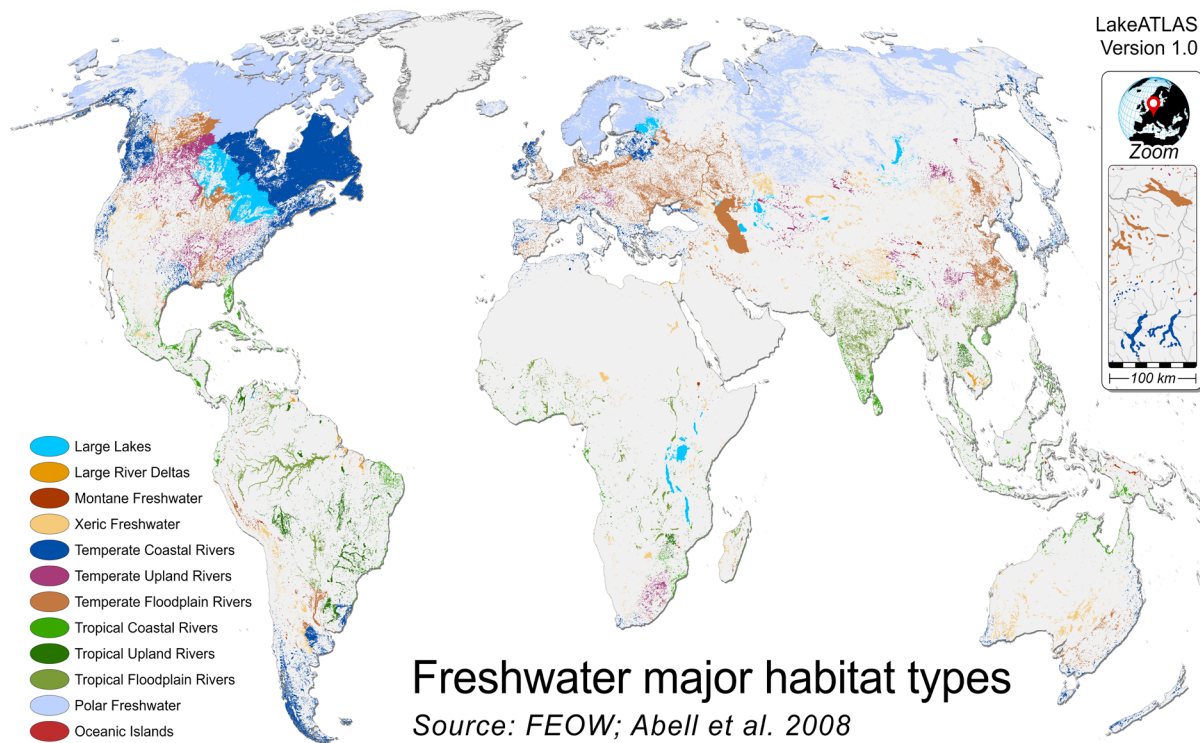 LakeATLAS
Version 1.0
Zoom
100 km
Large Lakes
Large River Deltas
Montane Freshwater
Xeric Freshwater
Temperate Coastal Rivers
Temperate Upland Rivers
Temperate Floodplain Rivers
Tropical Coastal Rivers
Tropical Upland Rivers
Tropical Floodplain Rivers
Polar Freshwater
Oceanic Islands
Freshwater major habitat types
Source: FEOW; Abell et al. 2008